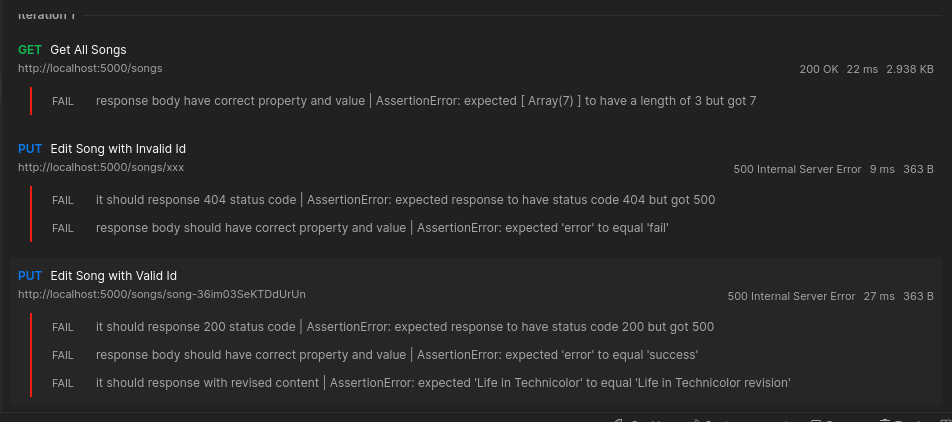 Iteration 1
GET Get All Songs
http://localhost:5000/songs
200 OK 22 ms 2.938 KB
FAIL response body have correct property and value | AssertionError: expected [ Array(7) ] to have a length of 3 but got 7
PUT Edit Song with Invalid Id
http://localhost:5000/songs/xxx
500 Internal Server Error 9 ms 363 B
FAIL it should response 404 status code | AssertionError: expected response to have status code 404 but got 500
FAIL response body should have correct property and value | AssertionError: expected 'error' to equal 'fail'
PUT Edit Song with Valid Id
http://localhost:5000/songs/song-36im03SeKTDdUrUn
500 Internal Server Error 27 ms 363 B
FAIL it should response 200 status code | AssertionError: expected response to have status code 200 but got 500
FAIL response body should have correct property and value | AssertionError: expected 'error' to equal 'success'
FAIL it should response with revised content | AssertionError: expected 'Life in Technicolor' to equal 'Life in Technicolor revision'